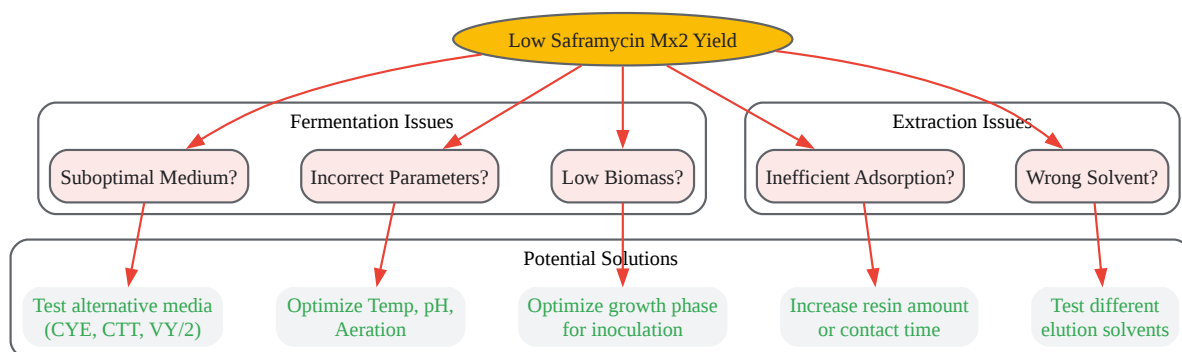 Low Saframycin Mx2 Yield
Fermentation Issues
Extraction Issues
Suboptimal Medium?
Incorrect Parameters?
Low Biomass?
Inefficient Adsorption?
Wrong Solvent?
Potential Solutions
Test alternative media
(CYE, CTT, VY/2)
Optimize Temp, pH,
Aeration
Optimize growth phase
for inoculation
Increase resin amount
or contact time
Test different
elution solvents